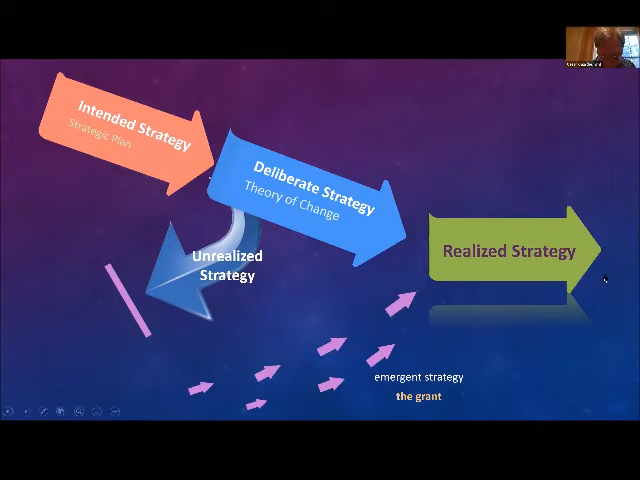 Intended Strategy
Strategic Plan
Deliberate Strategy
Theory of Change
Unrealized
Strategy
Realized Strategy
emergent strategy
the grant